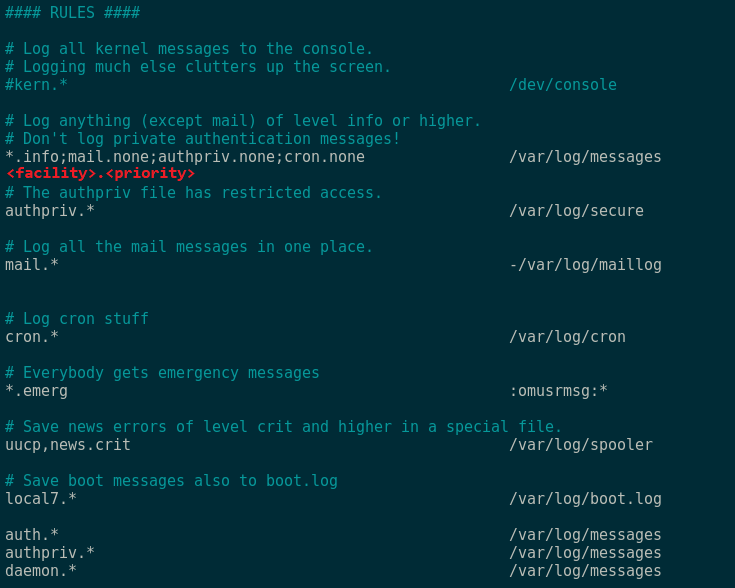 #### RULES ####
# Log all kernel messages to the console.
# Logging much else clutters up the screen.
#kern.* /dev/console
# Log anything (except mail) of level info or higher.
# Don't log private authentication messages!
*.info;mail.none;authpriv.none;cron.none /var/log/messages
<facility>.<priority>
# The authpriv file has restricted access.
authpriv.* /var/log/secure
# Log all the mail messages in one place.
mail.* -/var/log/maillog
# Log cron stuff
cron.* /var/log/cron
# Everybody gets emergency messages
*.emerg :omusrmsg:*
# Save news errors of level crit and higher in a special file.
uucp,news.crit /var/log/spooler
# Save boot messages also to boot.log
local7.* /var/log/boot.log
auth.* /var/log/messages
authpriv.* /var/log/messages
daemon.* /var/log/messages